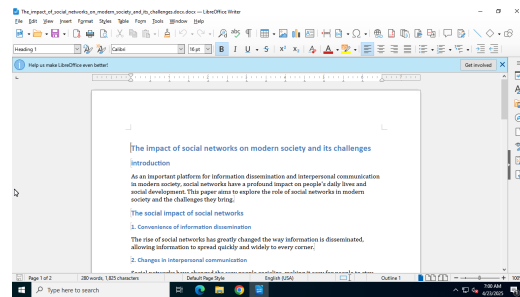 The_impact_of_social_networks_on_modern_society_and_its_challenges.docx.docx — LibreOffice Writer
File Edit View Insert Format Styles Table Form Tools Window Help
Heading 1
Calibri
16 pt
Help us make LibreOffice even better!
Get involved
The impact of social networks on modern society and its challenges
introduction
As an important platform for information dissemination and interpersonal communication
in modern society, social networks have a profound impact on people's daily lives and
social development. This paper aims to explore the role of social networks in modern
society and the challenges they bring.
The social impact of social networks
1. Convenience of information dissemination
The rise of social networks has greatly changed the way information is disseminated,
allowing information to spread quickly and widely to every corner.
2. Changes in interpersonal communication
Page 1 of 2
280 words, 1,825 characters
Default Page Style
English (USA)
Outline 1
100%
Type here to search
7:00 AM
4/23/2025